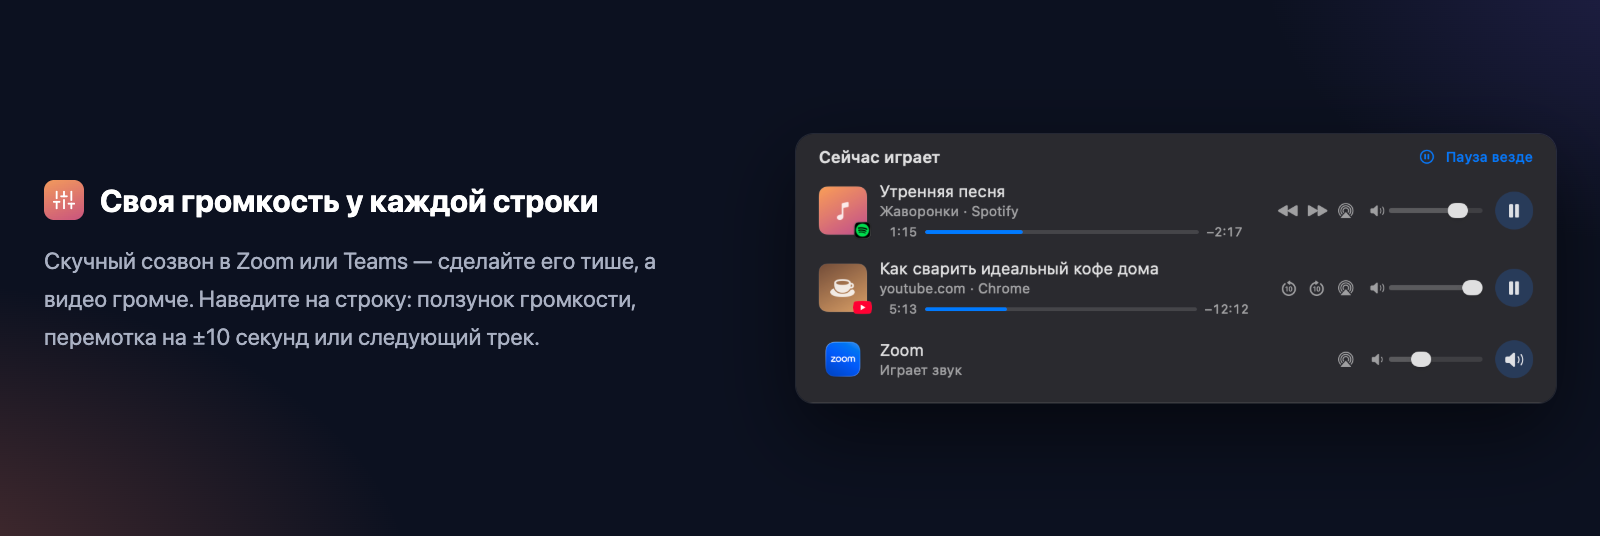 Своя громкость у каждой строки
Скучный созвон в Zoom или Teams — сделайте его тише, а
видео громче. Наведите на строку: ползунок громкости,
перемотка на ±10 секунд или следующий трек.
Сейчас играет
Пауза везде
Утренняя песня
Жаворонки · Spotify
1:15
−2:17
Как сварить идеальный кофе дома
youtube.com · Chrome
5:13
−12:12
10
10
zoom
Zoom
Играет звук